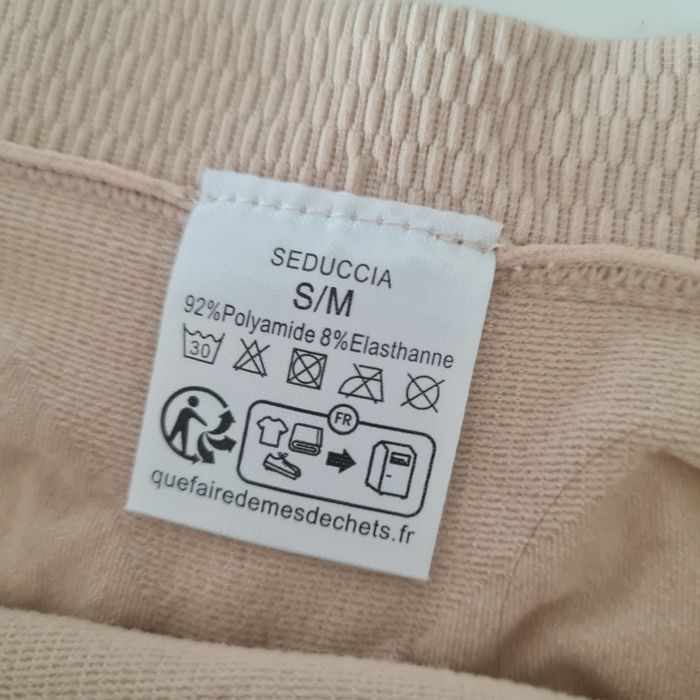 SEDUCCIA
S/M
92%Polyamide 8%Elasthanne
30
FR
quefairedemesdechets.fr